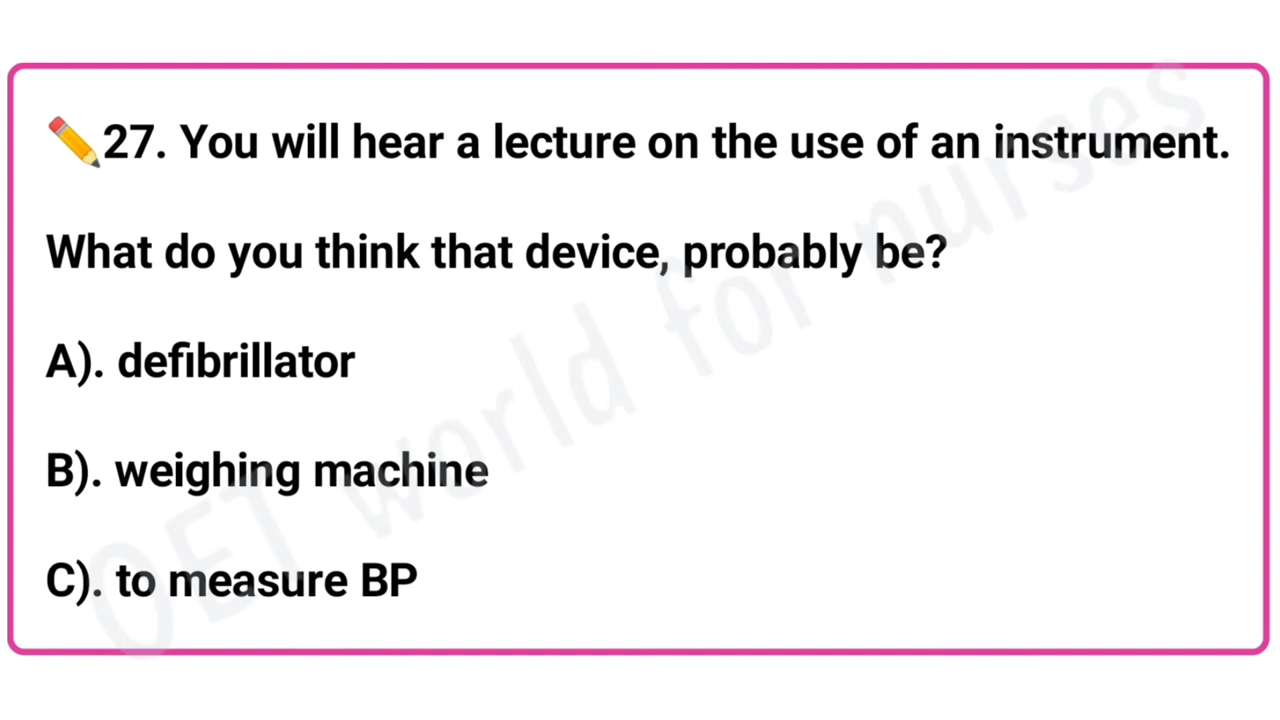 ✏️27. You will hear a lecture on the use of an instrument.
What do you think that device, probably be?
A). defibrillator
B). weighing machine
C). to measure BP
OET world for nurses